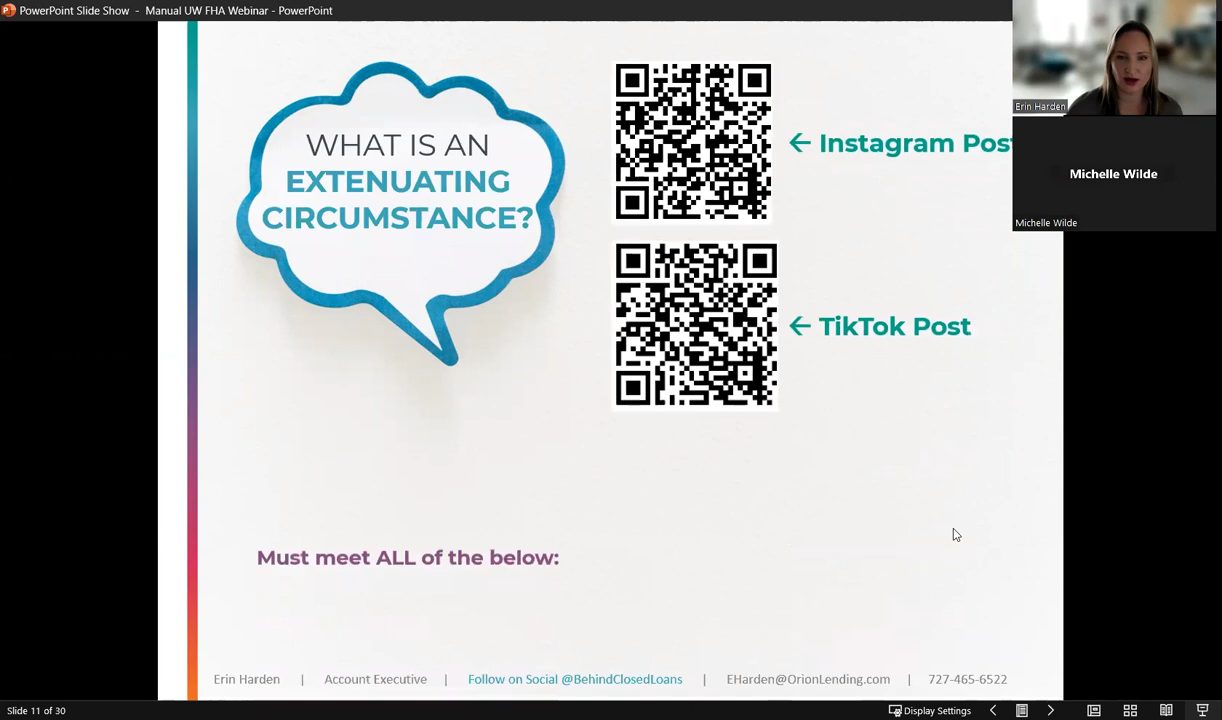 PowerPoint Slide Show - Manual UW FHA Webinar - PowerPoint
WHAT IS AN
EXTENUATING
CIRCUMSTANCE?
← Instagram Post
← TikTok Post
Erin Harden
Michelle Wilde
Michelle Wilde
Must meet ALL of the below:
Erin Harden | Account Executive | Follow on Social @BehindClosedLoans | EHarden@OrionLending.com | 727-465-6522
Slide 11 of 30
Display Settings